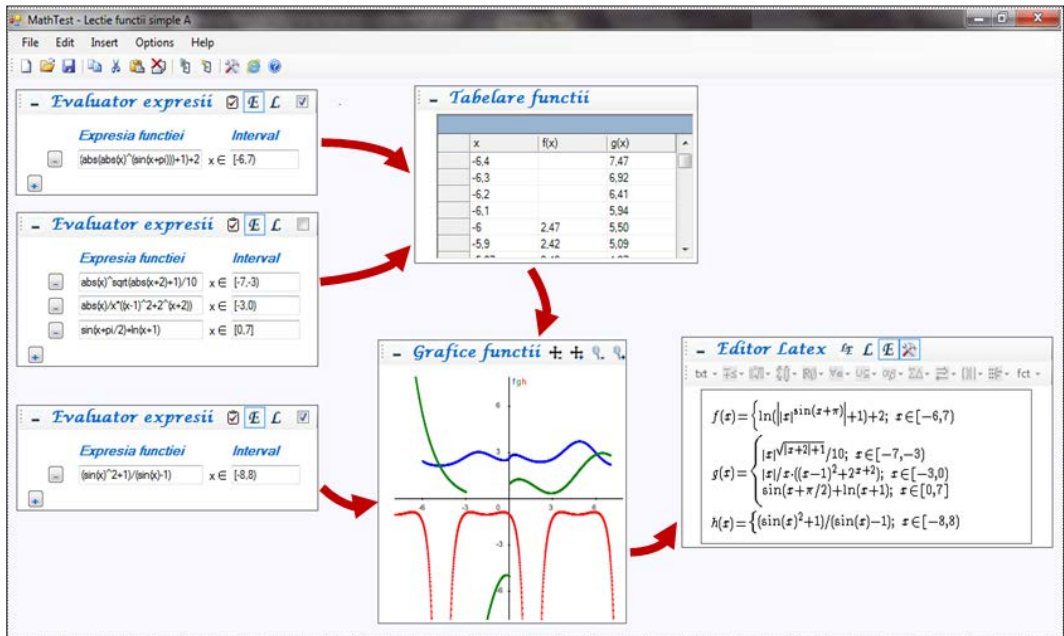 MathTest - Lectie functii simple A
File Edit Insert Options Help
Evaluator expresii E L
Expresia functiei Interval
(abs(abs(x)^(sin(x+pi)))+1)+2 x ∈ [-6,7)
Evaluator expresii E L
Expresia functiei Interval
abs(x)^sqrt(abs(x+2)+1)/10 x ∈ [-7,-3)
abs(x)/x*((x-1)^2+2^(x+2)) x ∈ [-3,0)
sin(x+pi/2)+ln(x+1) x ∈ [0,7]
Evaluator expresii E L
Expresia functiei Interval
(sin(x)^2+1)/(sin(x)-1) x ∈ [-8,8)
Tabelare functii
x f(x) g(x)
-6,4 7,47
-6,3 6,92
-6,2 6,41
-6,1 5,94
-6 2,47 5,50
-5,9 2,42 5,09
Grafice functii
fgh
6
3
-6 -3 0 3 6
-3
-6
Editor Latex L E
txt fct
f(x)={ln(||x|^sin(x+π)|+1)+2; x∈[−6,7)
g(x)={|x|^√(|x+2|+1)/10; x∈[−7,−3)
|x|/x·((x−1)²+2^(x+2)); x∈[−3,0)
sin(x+π/2)+ln(x+1); x∈[0,7]
h(x)={(sin(x)²+1)/(sin(x)−1); x∈[−8,8)